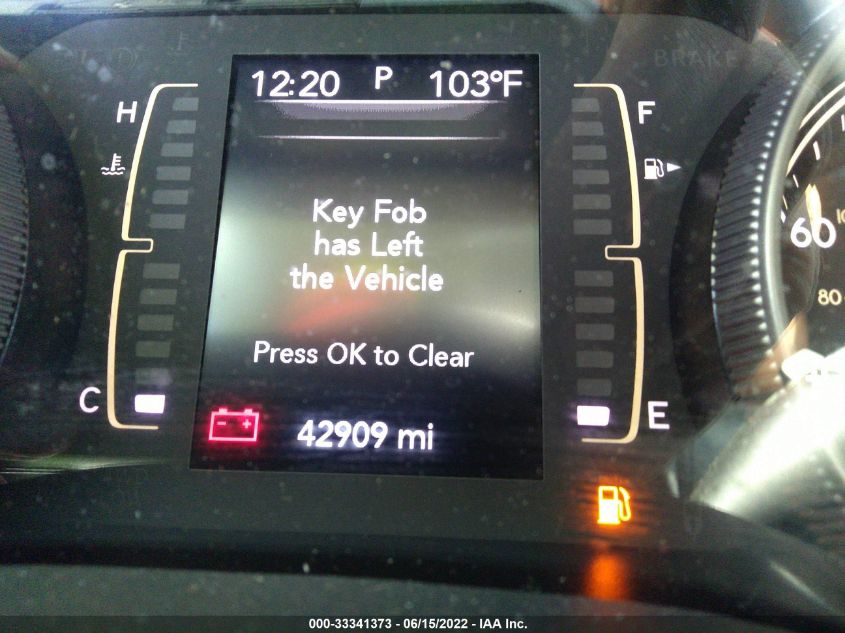 BRAKE
12:20 P 103°F
H
F
Key Fob
has Left
the Vehicle
60
80
Press OK to Clear
C
E
- +
42909 mi
000-33341373 - 06/15/2022 - IAA Inc.